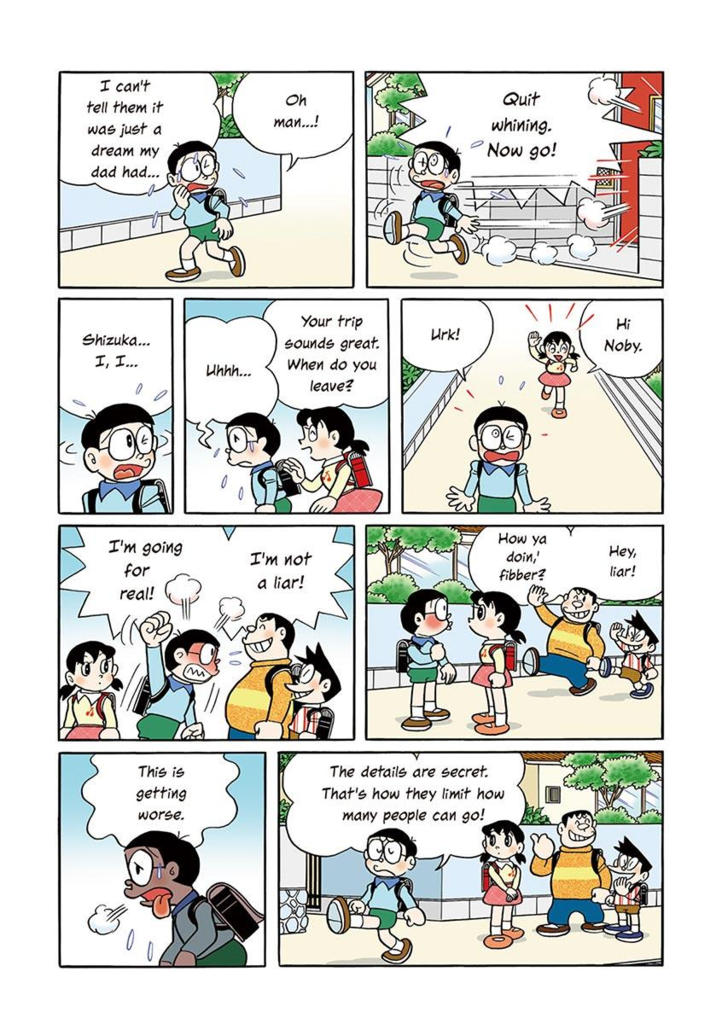 Quit
whining.
Now go!
Oh
man...!
I can't
tell them it
was just a
dream my
dad had...
Hi
Noby.
Urk!
Your trip
sounds great.
When do you
leave?
Uhhh...
Shizuka...
I, I...
Hey,
liar!
How ya
doin,'
fibber?
I'm not
a liar!
I'm going
for
real!
The details are secret.
That's how they limit how
many people can go!
This is
getting
worse.